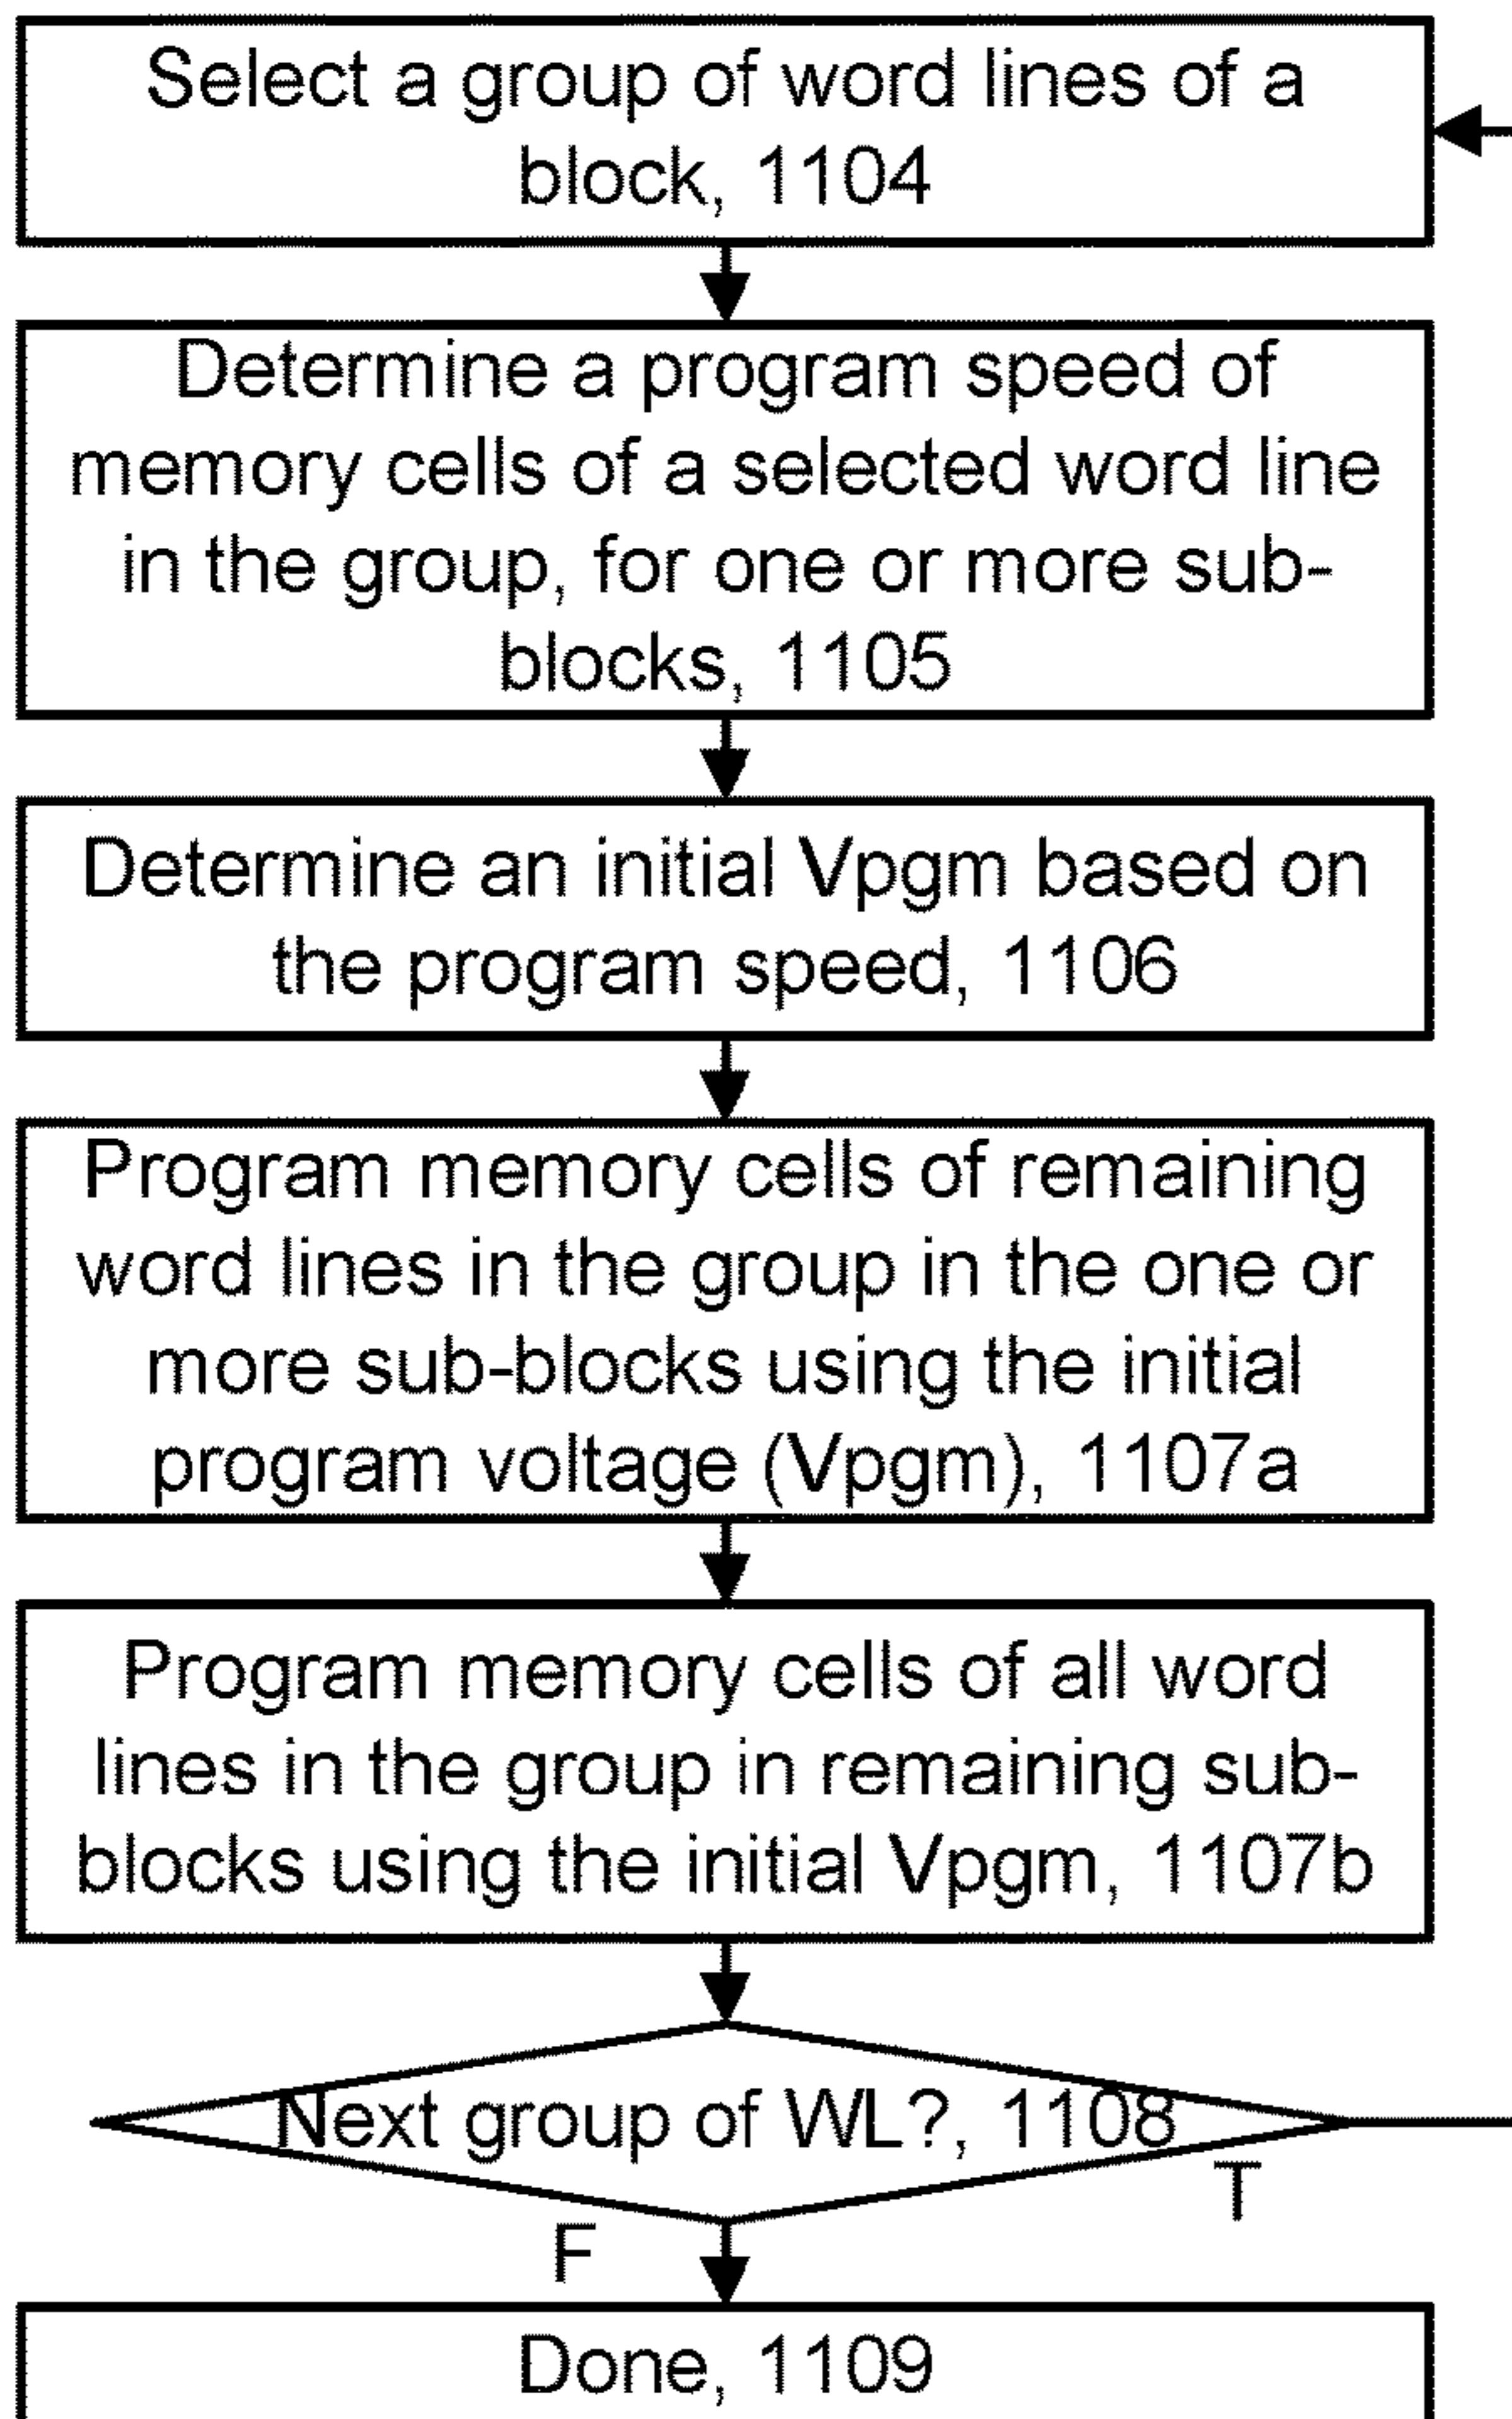 Select a group of word lines of a
block, 1104
Determine a program speed of
memory cells of a selected word line
in the group, for one or more sub-
blocks, 1105
Determine an initial Vpgm based on
the program speed, 1106
Program memory cells of remaining
word lines in the group in the one or
more sub-blocks using the initial
program voltage (Vpgm), 1107a
Program memory cells of all word
lines in the group in remaining sub-
blocks using the initial Vpgm, 1107b
Next group of WL?, 1108
T
F
Done, 1109